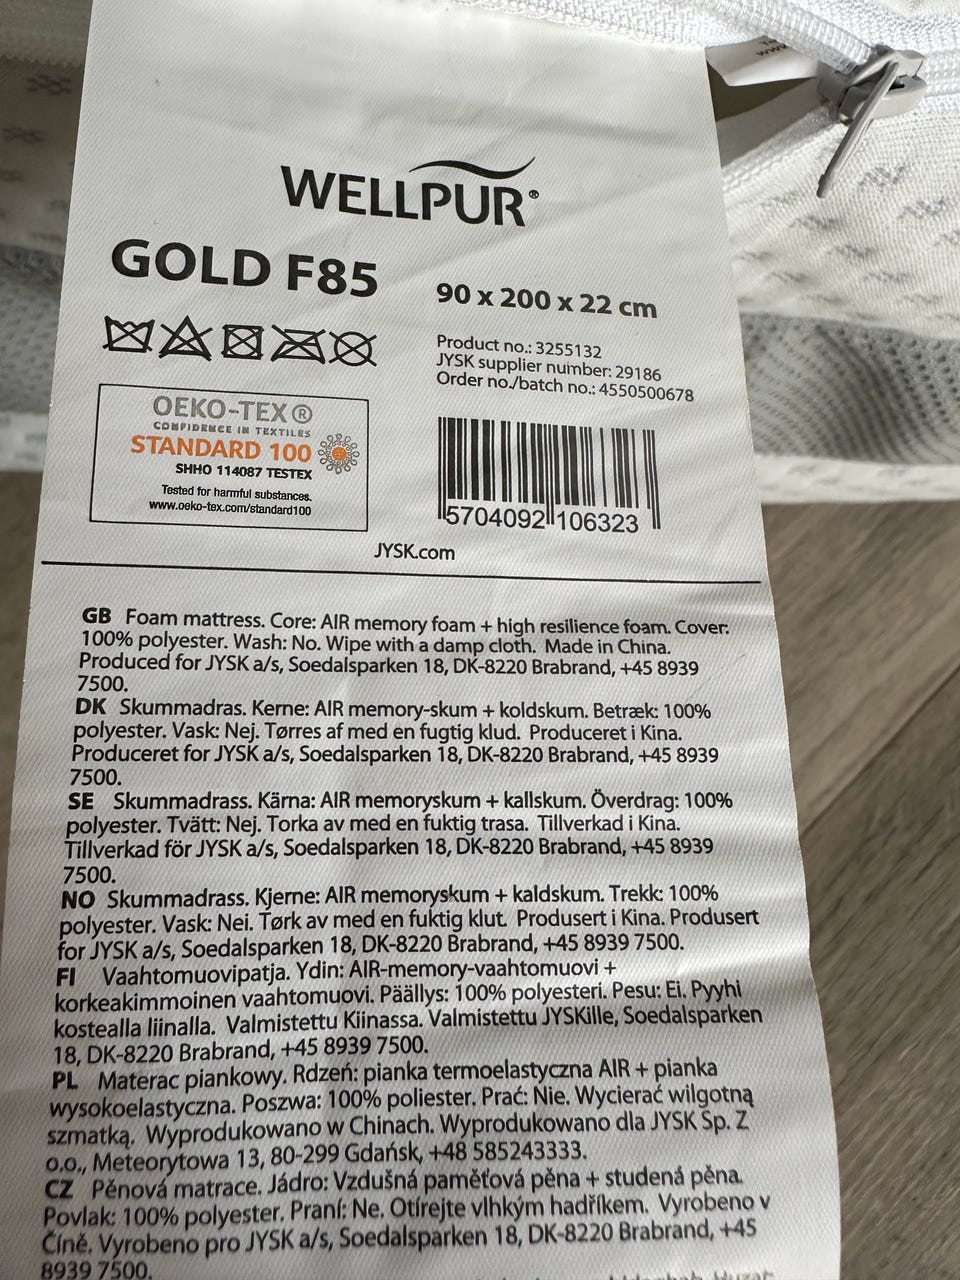 WELLPUR®
GOLD F85
90 x 200 x 22 cm
Product no.: 3255132
JYSK supplier number: 29186
Order no./batch no.: 4550500678
OEKO-TEX®
CONFIDENCE IN TEXTILES
STANDARD 100
SHHO 114087 TESTEX
Tested for harmful substances.
www.oeko-tex.com/standard100
5704092 106323
JYSK.com
GB Foam mattress. Core: AIR memory foam + high resilience foam. Cover:
100% polyester. Wash: No. Wipe with a damp cloth. Made in China.
Produced for JYSK a/s, Soedalsparken 18, DK-8220 Brabrand, +45 8939
7500.
DK Skummadras. Kerne: AIR memory-skum + koldskum. Betræk: 100%
polyester. Vask: Nej. Tørres af med en fugtig klud. Produceret i Kina.
Produceret for JYSK a/s, Soedalsparken 18, DK-8220 Brabrand, +45 8939
7500.
SE Skummadrass. Kärna: AIR memoryskum + kallskum. Överdrag: 100%
polyester. Tvätt: Nej. Torka av med en fuktig trasa. Tillverkad i Kina.
Tillverkad för JYSK a/s, Soedalsparken 18, DK-8220 Brabrand, +45 8939
7500.
NO Skummadrass. Kjerne: AIR memoryskum + kaldskum. Trekk: 100%
polyester. Vask: Nei. Tørk av med en fuktig klut. Produsert i Kina. Produsert
for JYSK a/s, Soedalsparken 18, DK-8220 Brabrand, +45 8939 7500.
FI Vaahtomuovipatja. Ydin: AIR-memory-vaahtomuovi +
korkeakimmoinen vaahtomuovi. Päällys: 100% polyesteri. Pesu: Ei. Pyyhi
kostealla liinalla. Valmistettu Kiinassa. Valmistettu JYSKille, Soedalsparken
18, DK-8220 Brabrand, +45 8939 7500.
PL Materac piankowy. Rdzeń: pianka termoelastyczna AIR + pianka
wysokoelastyczna. Poszwa: 100% poliester. Prać: Nie. Wycierać wilgotną
szmatką. Wyprodukowano w Chinach. Wyprodukowano dla JYSK Sp. Z
o.o., Meteorytowa 13, 80-299 Gdańsk, +48 585243333.
CZ Pěnová matrace. Jádro: Vzdušná paměťová pěna + studená pěna.
Povlak: 100% polyester. Praní: Ne. Otírejte vlhkým hadříkem. Vyrobeno v
Číně. Vyrobeno pro JYSK a/s, Soedalsparken 18, DK-8220 Brabrand, +45
8939 7500.